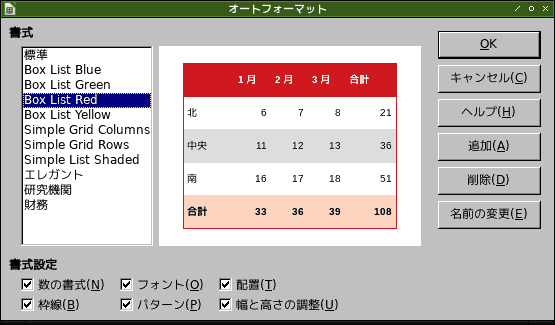 オートフォーマット
書式
標準
Box List Blue
Box List Green
Box List Red
Box List Yellow
Simple Grid Columns
Simple Grid Rows
Simple List Shaded
エレガント
研究機関
財務
1 月 2 月 3 月 合計
北 6 7 8 21
中央 11 12 13 36
南 16 17 18 51
合計 33 36 39 108
OK
キャンセル(C)
ヘルプ(H)
追加(A)
削除(D)
名前の変更(E)
書式設定
数の書式(N) フォント(O) 配置(T)
枠線(B) パターン(P) 幅と高さの調整(U)